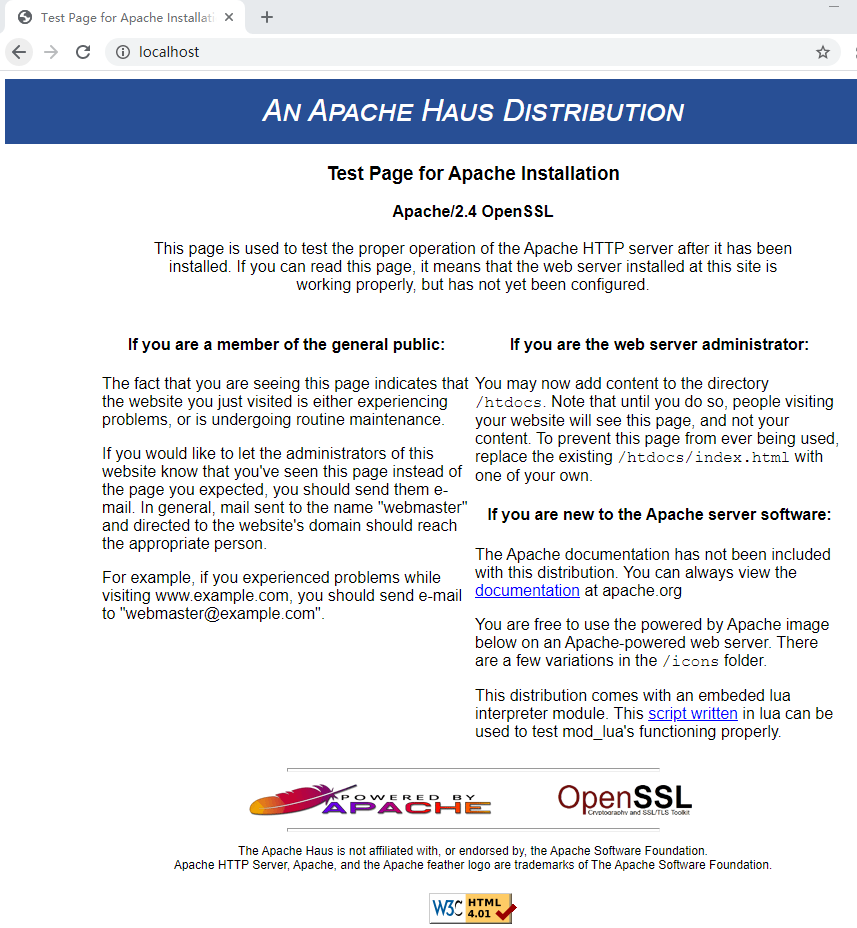 Test Page for Apache Installati
localhost
An Apache Haus Distribution
Test Page for Apache Installation
Apache/2.4 OpenSSL
This page is used to test the proper operation of the Apache HTTP server after it has been
installed. If you can read this page, it means that the web server installed at this site is
working properly, but has not yet been configured.
If you are a member of the general public:
The fact that you are seeing this page indicates that
the website you just visited is either experiencing
problems, or is undergoing routine maintenance.
If you would like to let the administrators of this
website know that you've seen this page instead of
the page you expected, you should send them e-
mail. In general, mail sent to the name "webmaster"
and directed to the website's domain should reach
the appropriate person.
For example, if you experienced problems while
visiting www.example.com, you should send e-mail
to "webmaster@example.com".
If you are the web server administrator:
You may now add content to the directory
/htdocs. Note that until you do so, people visiting
your website will see this page, and not your
content. To prevent this page from ever being used,
replace the existing /htdocs/index.html with
one of your own.
If you are new to the Apache server software:
The Apache documentation has not been included
with this distribution. You can always view the
documentation at apache.org
You are free to use the powered by Apache image
below on an Apache-powered web server. There
are a few variations in the /icons folder.
This distribution comes with an embeded lua
interpreter module. This script written in lua can be
used to test mod_lua's functioning properly.
POWERED BY
APACHE
OpenSSL
Cryptography and SSL/TLS Toolkit
The Apache Haus is not affiliated with, or endorsed by, the Apache Software Foundation.
Apache HTTP Server, Apache, and the Apache feather logo are trademarks of The Apache Software Foundation.
W3C HTML
4.01